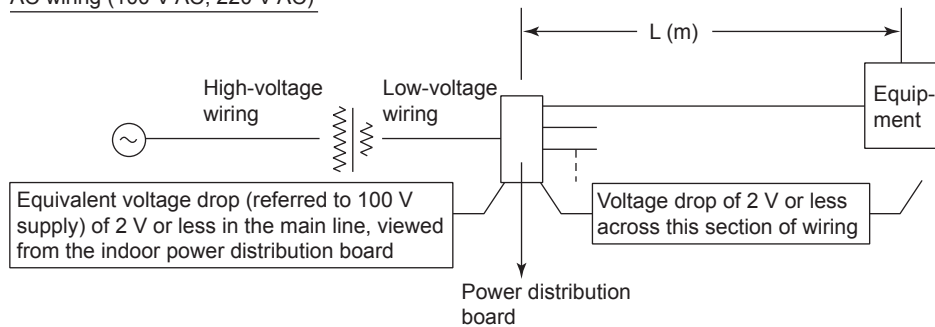 AC wiring (100 V AC, 220 V AC)
L (m)
High-voltage
wiring
Low-voltage
wiring
Equip-
ment
Equivalent voltage drop (referred to 100 V
supply) of 2 V or less in the main line, viewed
from the indoor power distribution board
Voltage drop of 2 V or less
across this section of wiring
Power distribution
board